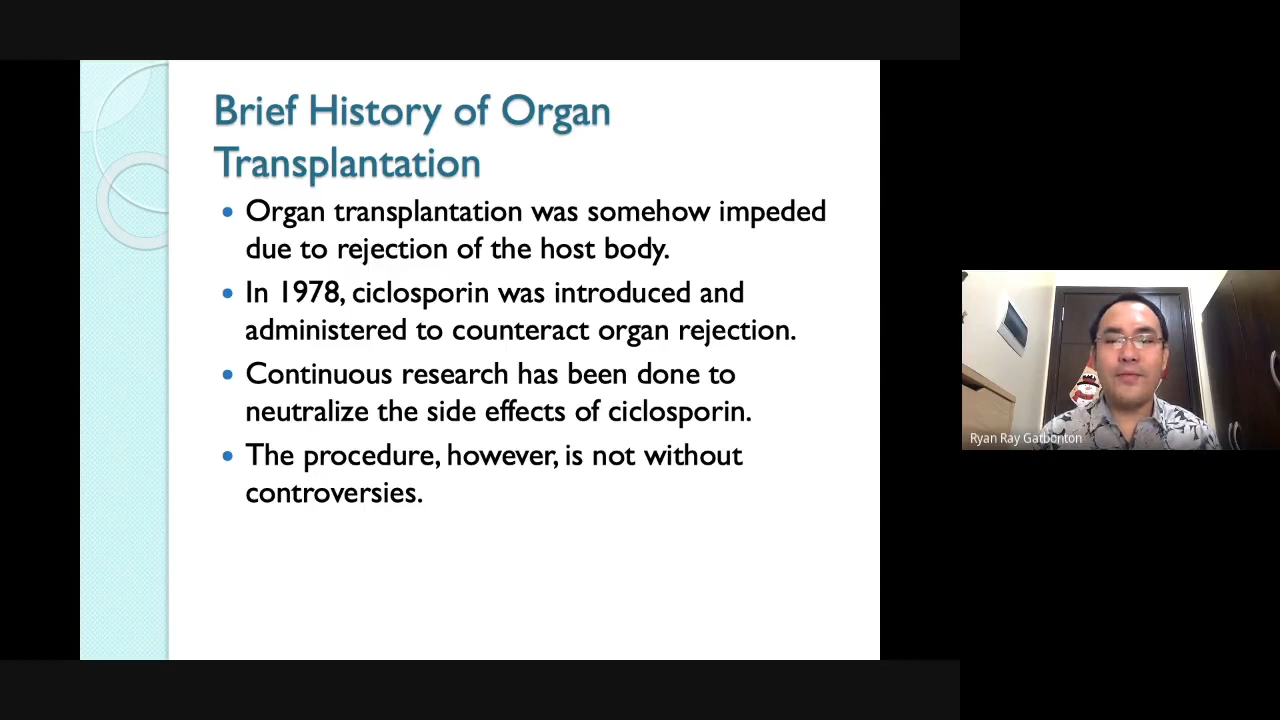 Brief History of Organ
Transplantation
• Organ transplantation was somehow impeded
due to rejection of the host body.
• In 1978, ciclosporin was introduced and
administered to counteract organ rejection.
• Continuous research has been done to
neutralize the side effects of ciclosporin.
• The procedure, however, is not without
controversies.
Ryan Ray Gatbonton